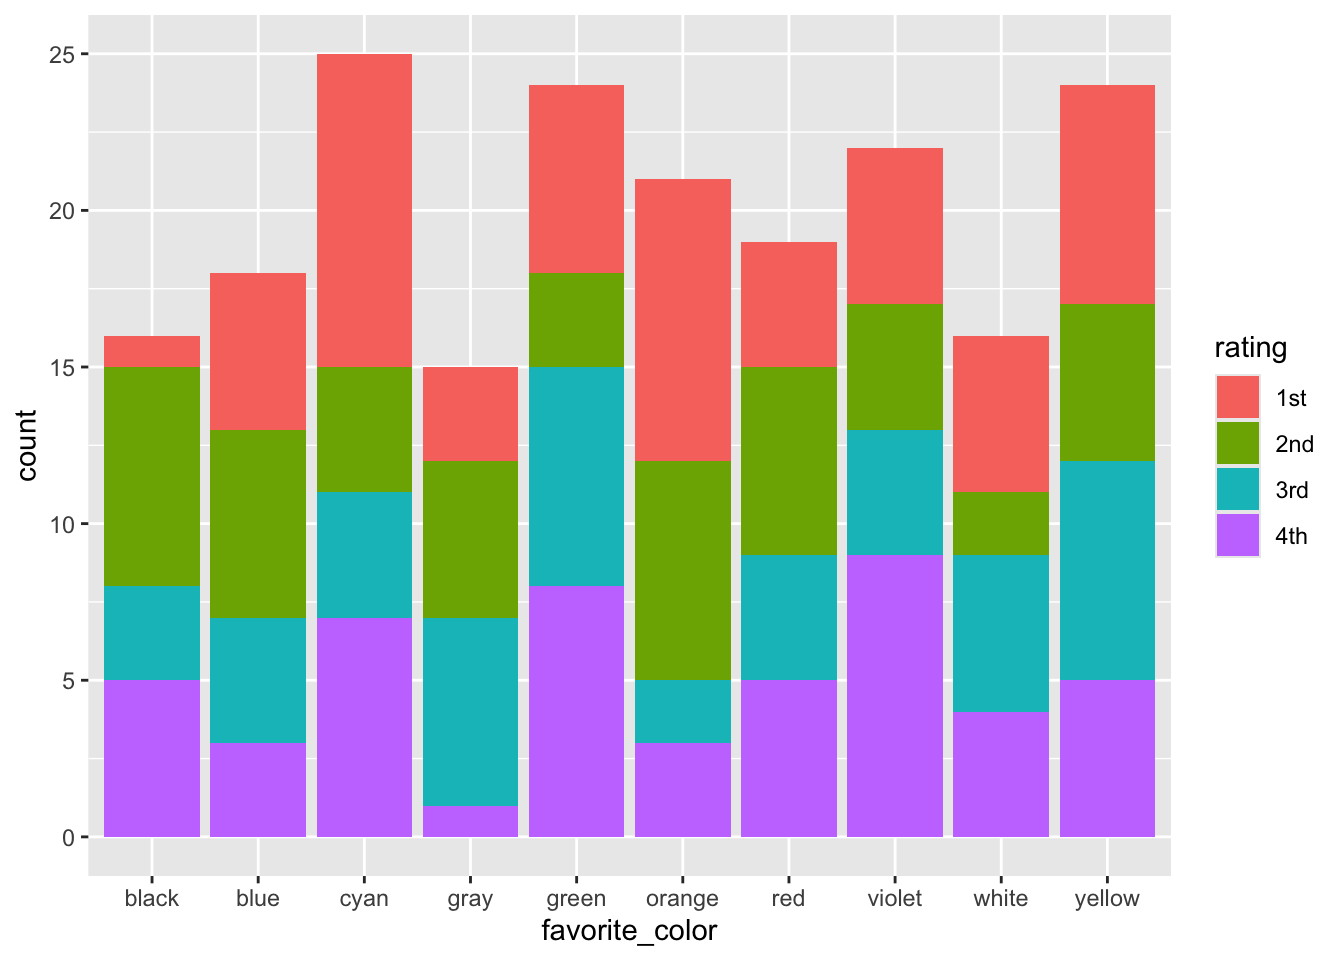 25
20
15
10
5
0
count
black blue cyan gray green orange red violet white yellow
favorite_color
rating
1st
2nd
3rd
4th